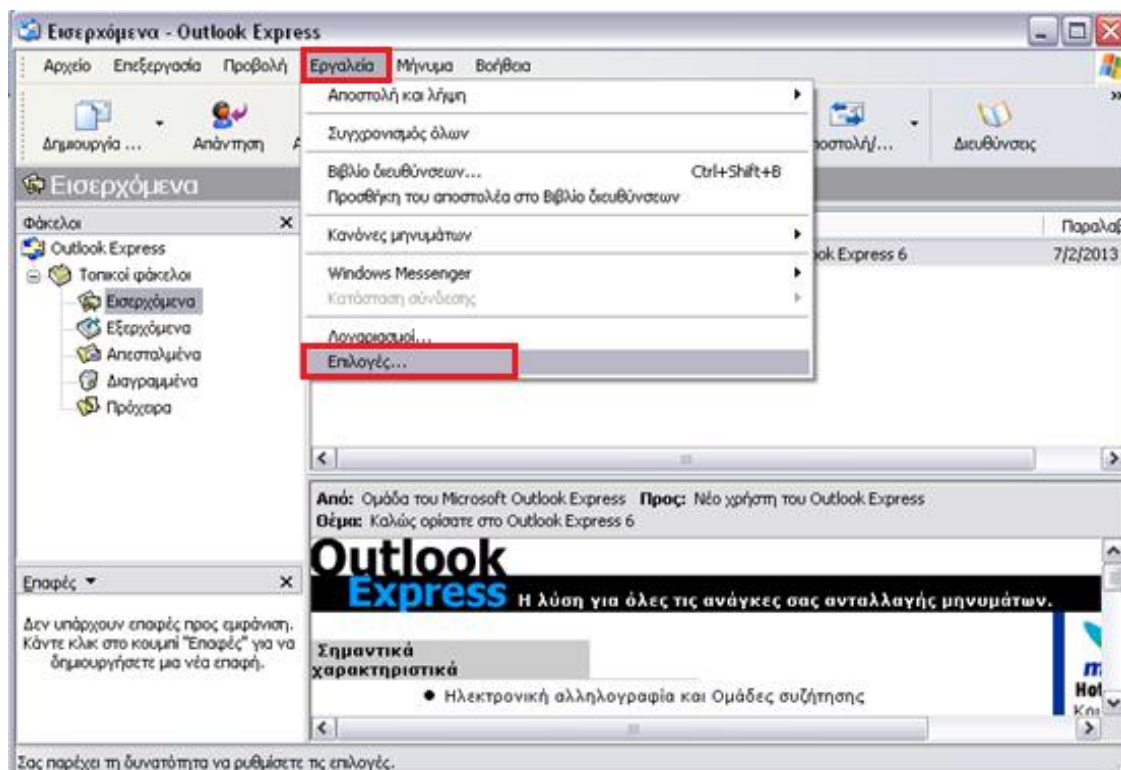 Εισερχόμενα - Outlook Express
Αρχείο Επεξεργασία Προβολή Εργαλεία Μήνυμα Βοήθεια
Δημιουργία ... Απάντηση Διευθύνσεις
Αποστολή και λήψη
Συγχρονισμός όλων
Βιβλίο διευθύνσεων... Ctrl+Shift+B
Προσθήκη του αποστολέα στο Βιβλίο διευθύνσεων
Κανόνες μηνυμάτων
Windows Messenger
Κατάσταση σύνδεσης
Λογαριασμοί...
Επιλογές...
Εισερχόμενα
Φάκελοι
Outlook Express
Τοπικοί φάκελοι
Εισερχόμενα
Εξερχόμενα
Απεσταλμένα
Διαγραμμένα
Πρόχειρα
Παραλαβ
ook Express 6 7/2/2013
Από: Ομάδα του Microsoft Outlook Express Προς: Νέο χρήστη του Outlook Express
Θέμα: Καλώς ορίσατε στο Outlook Express 6
Outlook
Express Η λύση για όλες τις ανάγκες σας ανταλλαγής μηνυμάτων.
Σημαντικά
χαρακτηριστικά
● Ηλεκτρονική αλληλογραφία και Ομάδες συζήτησης
m
Hot
Επαφές
Δεν υπάρχουν επαφές προς εμφάνιση.
Κάντε κλικ στο κουμπί "Επαφές" για να
δημιουργήσετε μια νέα επαφή.
Σας παρέχει τη δυνατότητα να ρυθμίσετε τις επιλογές.